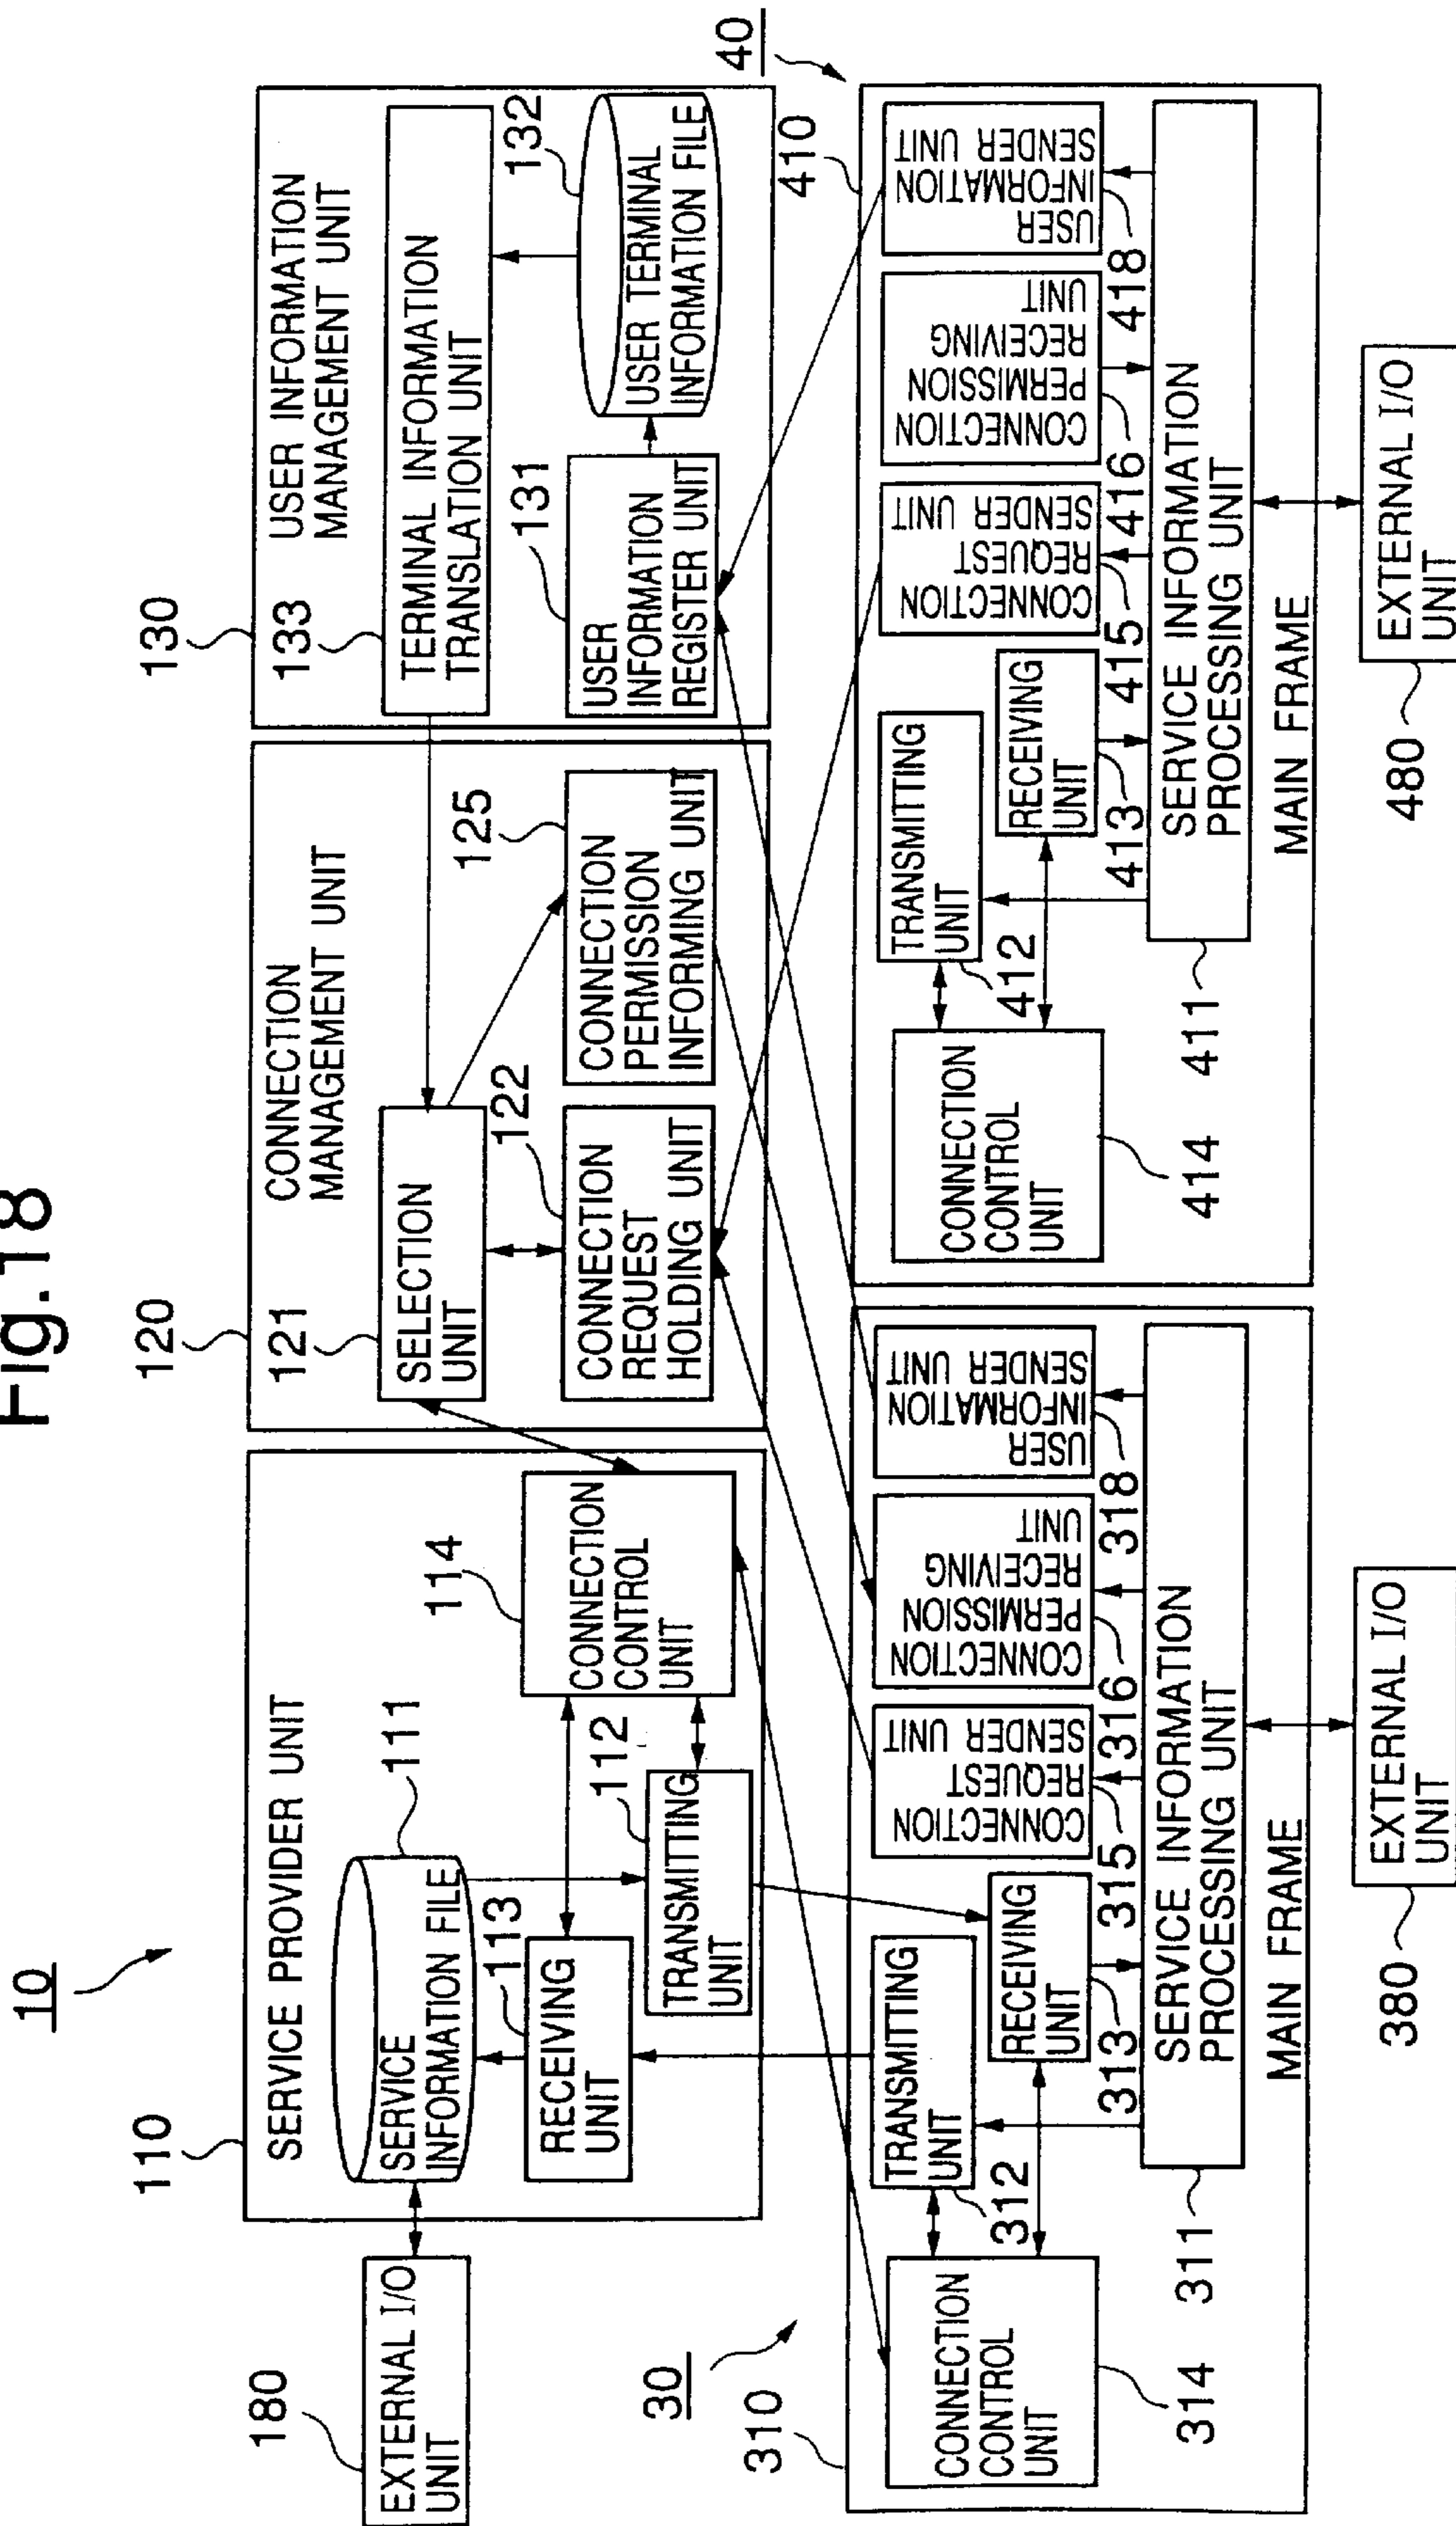 Fig.18
10
110
120
130
SERVICE PROVIDER UNIT
180
EXTERNAL I/O
UNIT
SERVICE
INFORMATION FILE
111
113
RECEIVING
UNIT
112
TRANSMITTING
UNIT
114
CONNECTION
CONTROL
UNIT
CONNECTION
MANAGEMENT UNIT
121
SELECTION
UNIT
122
CONNECTION
REQUEST
HOLDING UNIT
125
CONNECTION
PERMISSION
INFORMING UNIT
USER INFORMATION
MANAGEMENT UNIT
133
TERMINAL INFORMATION
TRANSLATION UNIT
131
USER
INFORMATION
REGISTER UNIT
132
USER TERMINAL
INFORMATION FILE
30
310
CONNECTION
CONTROL
UNIT
314
TRANSMITTING
UNIT
312
RECEIVING
UNIT
313
CONNECTION
REQUEST
SENDER UNIT
315
CONNECTION
PERMISSION
RECEIVING
UNIT
316
USER
INFORMATION
SENDER UNIT
318
SERVICE INFORMATION
PROCESSING UNIT
311
MAIN FRAME
380
EXTERNAL I/O
UNIT
40
410
CONNECTION
CONTROL
UNIT
414
TRANSMITTING
UNIT
412
RECEIVING
UNIT
413
CONNECTION
REQUEST
SENDER UNIT
415
CONNECTION
PERMISSION
RECEIVING
UNIT
416
USER
INFORMATION
SENDER UNIT
418
SERVICE INFORMATION
PROCESSING UNIT
411
MAIN FRAME
480
EXTERNAL I/O
UNIT